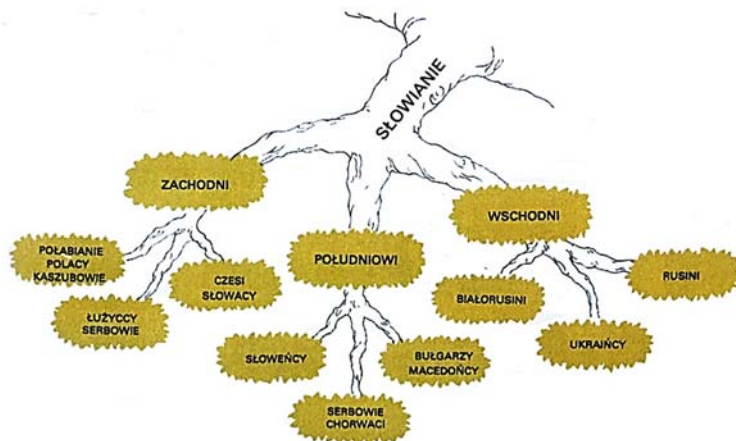 SŁOWIANIE
ZACHODNI
POŁABIANIE
POLACY
KASZUBOWIE
ŁUŻYCCY
SERBOWIE
CZESI
SŁOWACY
POŁUDNIOWI
SŁOWEŃCY
SERBOWIE
CHORWACI
BUŁGARZY
MACEDOŃCY
WSCHODNI
BIAŁORUSINI
UKRAIŃCY
RUSINI